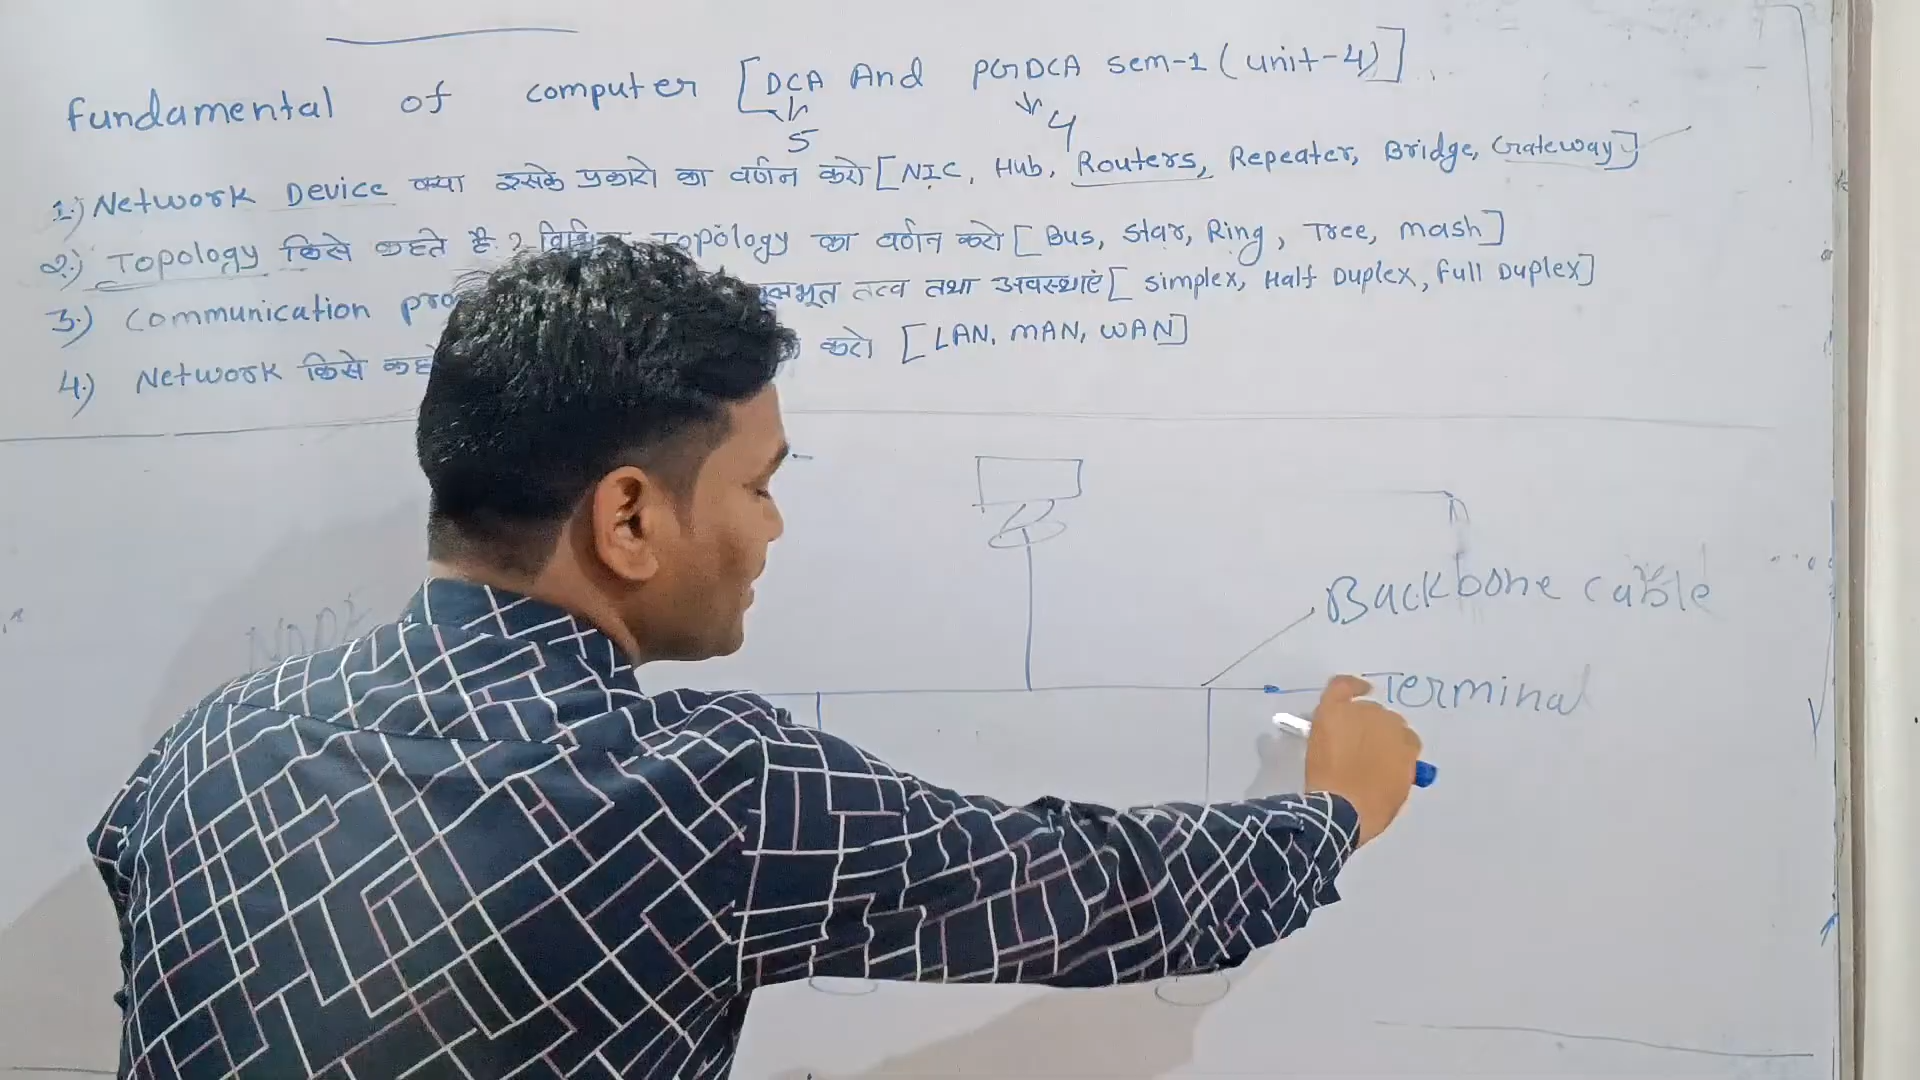 Fundamental of computer [DCA And PGDCA sem-1 (unit-4)]
5 4
1.) Network Device क्या इसके प्रकारो का वर्णन करो [NIC, Hub, Routers, Repeater, Bridge, Gateway]
2.) Topology किसे कहते है ? Topology का वर्णन करो [Bus, Star, Ring, Tree, mash]
3.) Communication तत्व तथा अवस्थाएं [simplex, Half Duplex, Full Duplex]
4.) Network किसे करो [LAN, MAN, WAN]
Backbone cable
NODE
Terminal